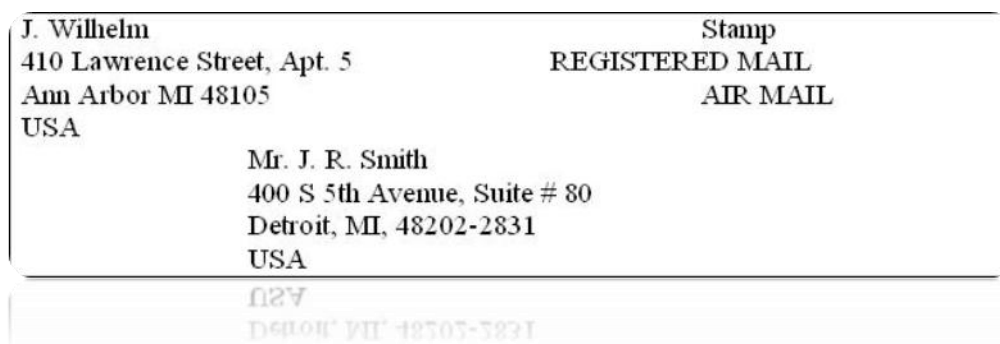 J. Wilhelm Stamp
410 Lawrence Street, Apt. 5 REGISTERED MAIL
Ann Arbor MI 48105 AIR MAIL
USA
Mr. J. R. Smith
400 S 5th Avenue, Suite # 80
Detroit, MI, 48202-2831
USA